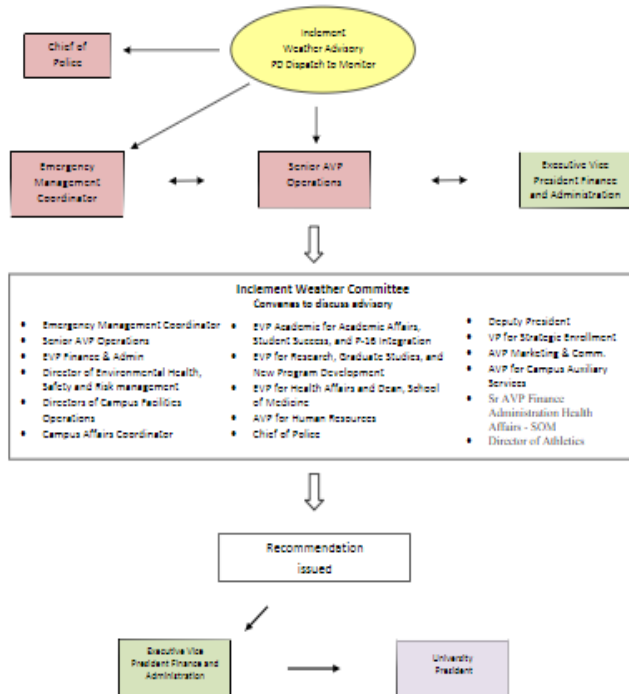 Inclement
Weather Advisory
PD Dispatch to Monitor
Chief of
Police
Emergency
Management
Coordinator
Senior AVP
Operations
Executive Vice
President Finance
and Administration
Inclement Weather Committee
Convenes to discuss advisory
• Emergency Management Coordinator
• Senior AVP Operations
• EVP Finance & Admin
• Director of Environmental Health,
Safety and Risk management
• Directors of Campus Facilities
Operations
• Campus Affairs Coordinator
• EVP Academic for Academic Affairs,
Student Success, and P-16 Integration
• EVP for Research, Graduate Studies, and
New Program Development
• EVP for Health Affairs and Dean, School
of Medicine
• AVP for Human Resources
• Chief of Police
• Deputy President
• VP for Strategic Enrollment
• AVP Marketing & Comm.
• AVP for Campus Auxiliary
Services
• Sr AVP Finance
Administration Health
Affairs - SOM
• Director of Athletics
Recommendation
issued
Executive Vice
President Finance and
Administration
University
President